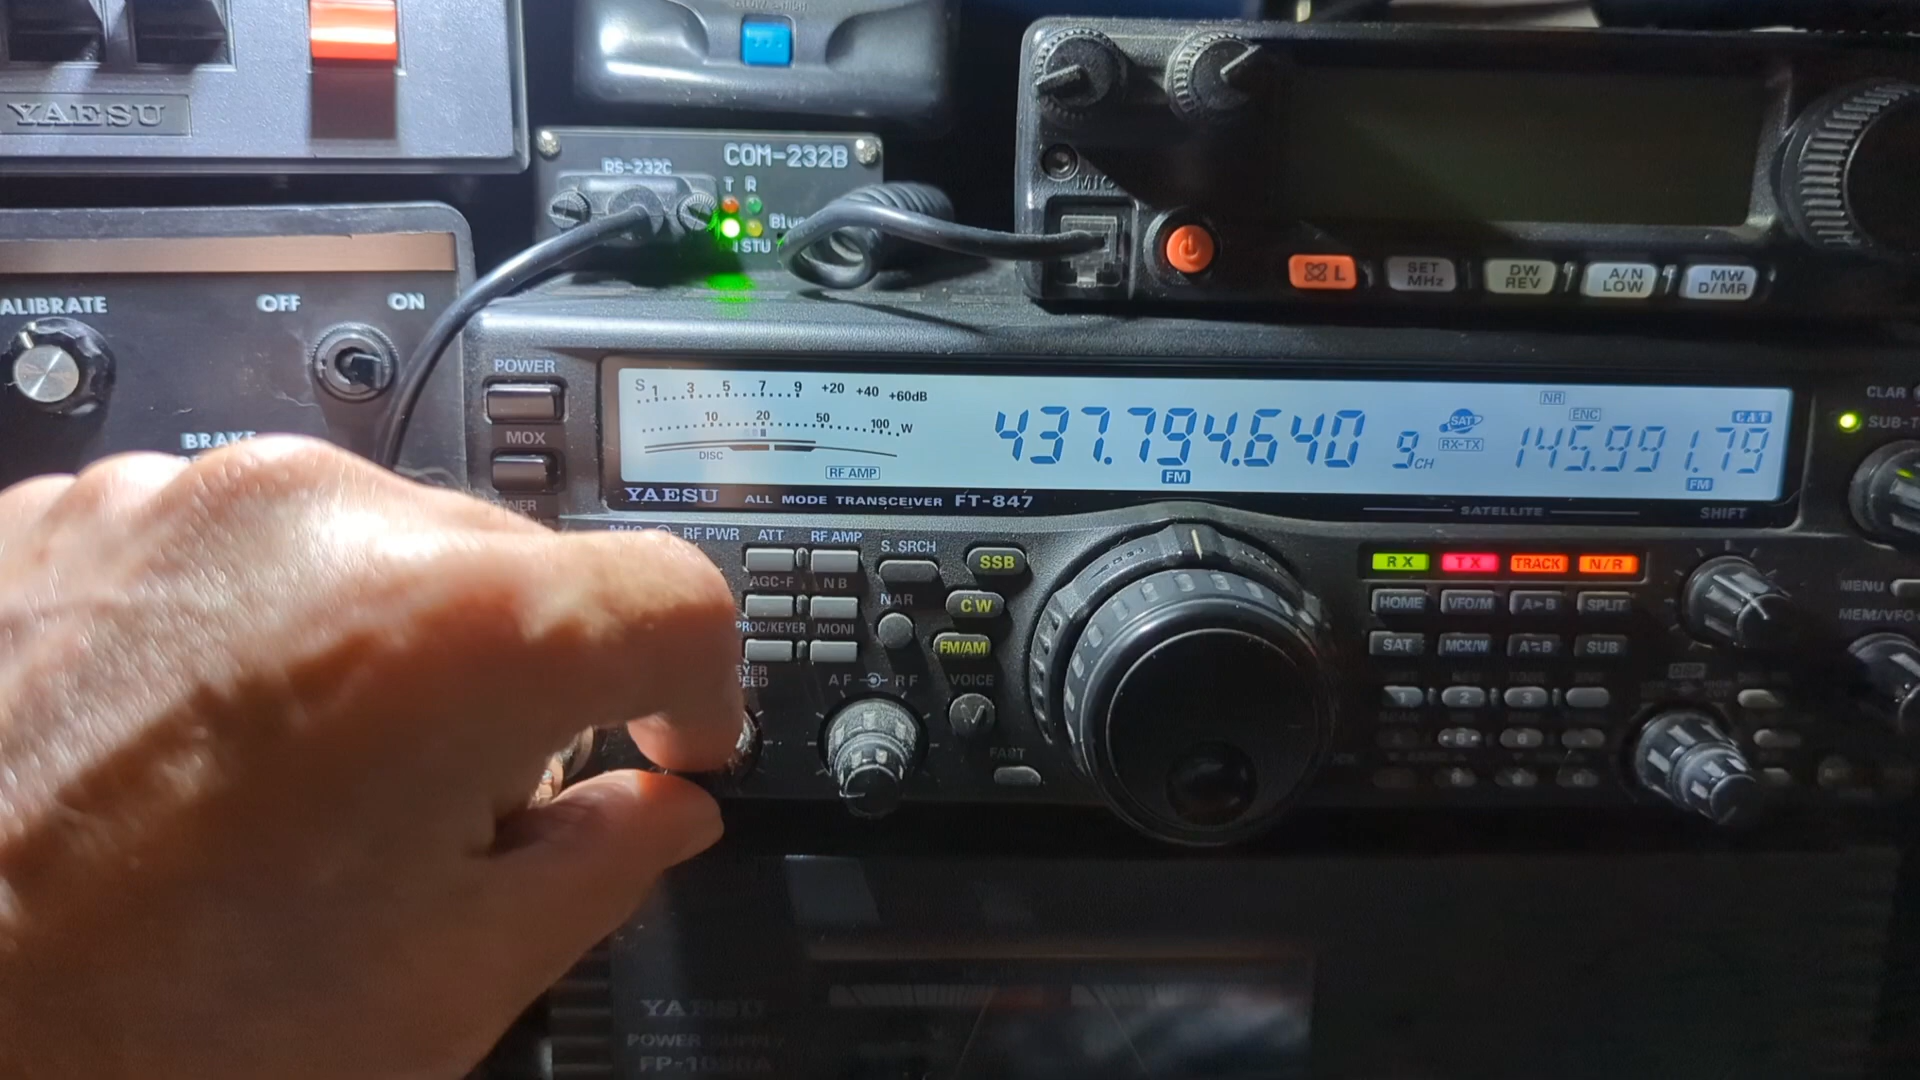 YAESU
COM-232B
RS-232C
T R
STU
MIC
L
SET MHz
DW REV
A/N LOW
MW D/MR
ALIBRATE
OFF
ON
BRAKE
POWER
MOX
S 1 3 5 7 9 +20 +40 +60dB
10 20 50 100 W
DISC
RF AMP
437.794.640
FM
9CH
SAT
RX-TX
NR
ENC
CAT
145.991.79
FM
YAESU ALL MODE TRANSCEIVER FT-847
SATELLITE
SHIFT
CLAR
SUB-T
RF PWR
ATT
RF AMP
AGC-F
NB
PROC/KEYER
MONI
S. SRCH
NAR
SSB
CW
FM/AM
AF RF
VOICE
FAST
RX
TX
TRACK
N/R
HOME
VFO/M
A▶B
SPLIT
SAT
MCK/W
A⇆B
SUB
1
2
3
MENU
MEM/VFO
YAESU
POWER SUPPLY